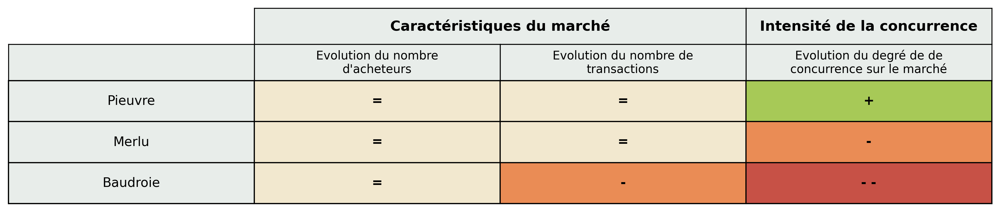 Caractéristiques du marché
Intensité de la concurrence
Evolution du nombre
d'acheteurs
Evolution du nombre de
transactions
Evolution du degré de de
concurrence sur le marché
Pieuvre
=
=
+
Merlu
=
=
-
Baudroie
=
-
- -